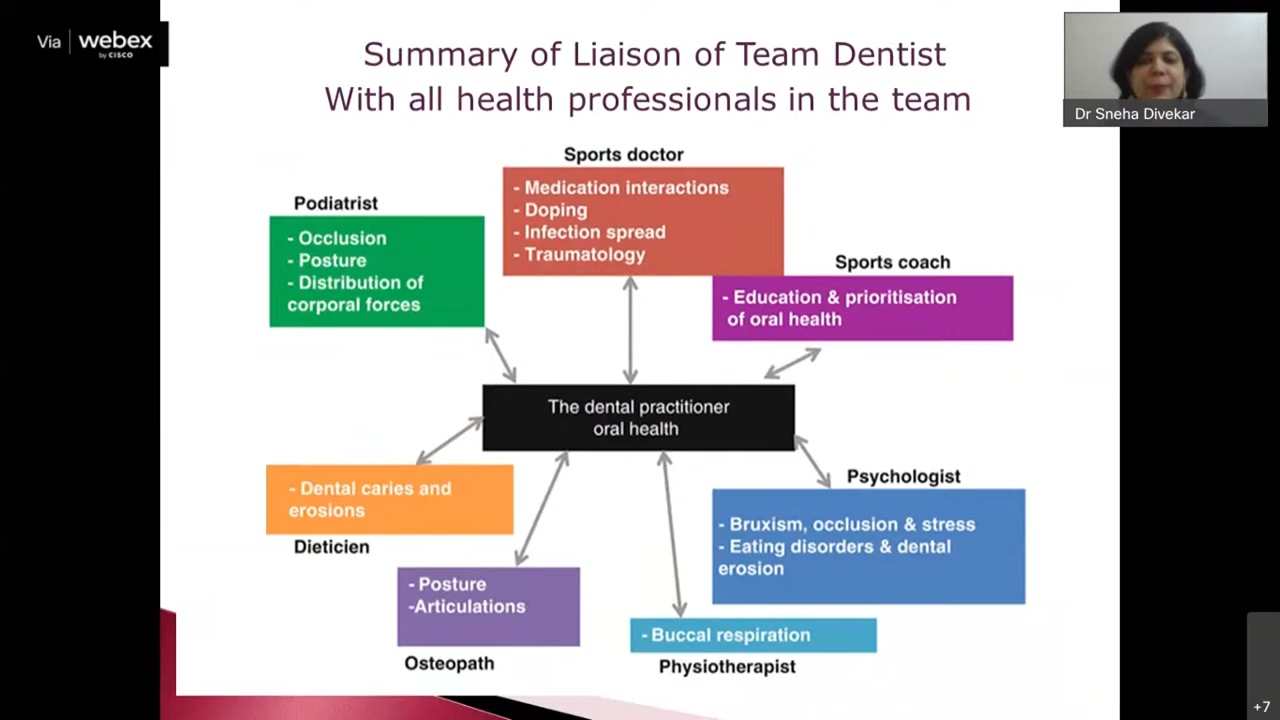 Via webex
by CISCO
Summary of Liaison of Team Dentist
With all health professionals in the team
Dr Sneha Divekar
Sports doctor
- Medication interactions
- Doping
- Infection spread
- Traumatology
Podiatrist
- Occlusion
- Posture
- Distribution of
corporal forces
Sports coach
- Education & prioritisation
of oral health
The dental practitioner
oral health
- Dental caries and
erosions
Dieticien
Psychologist
- Bruxism, occlusion & stress
- Eating disorders & dental
erosion
- Posture
-Articulations
Osteopath
- Buccal respiration
Physiotherapist
+7